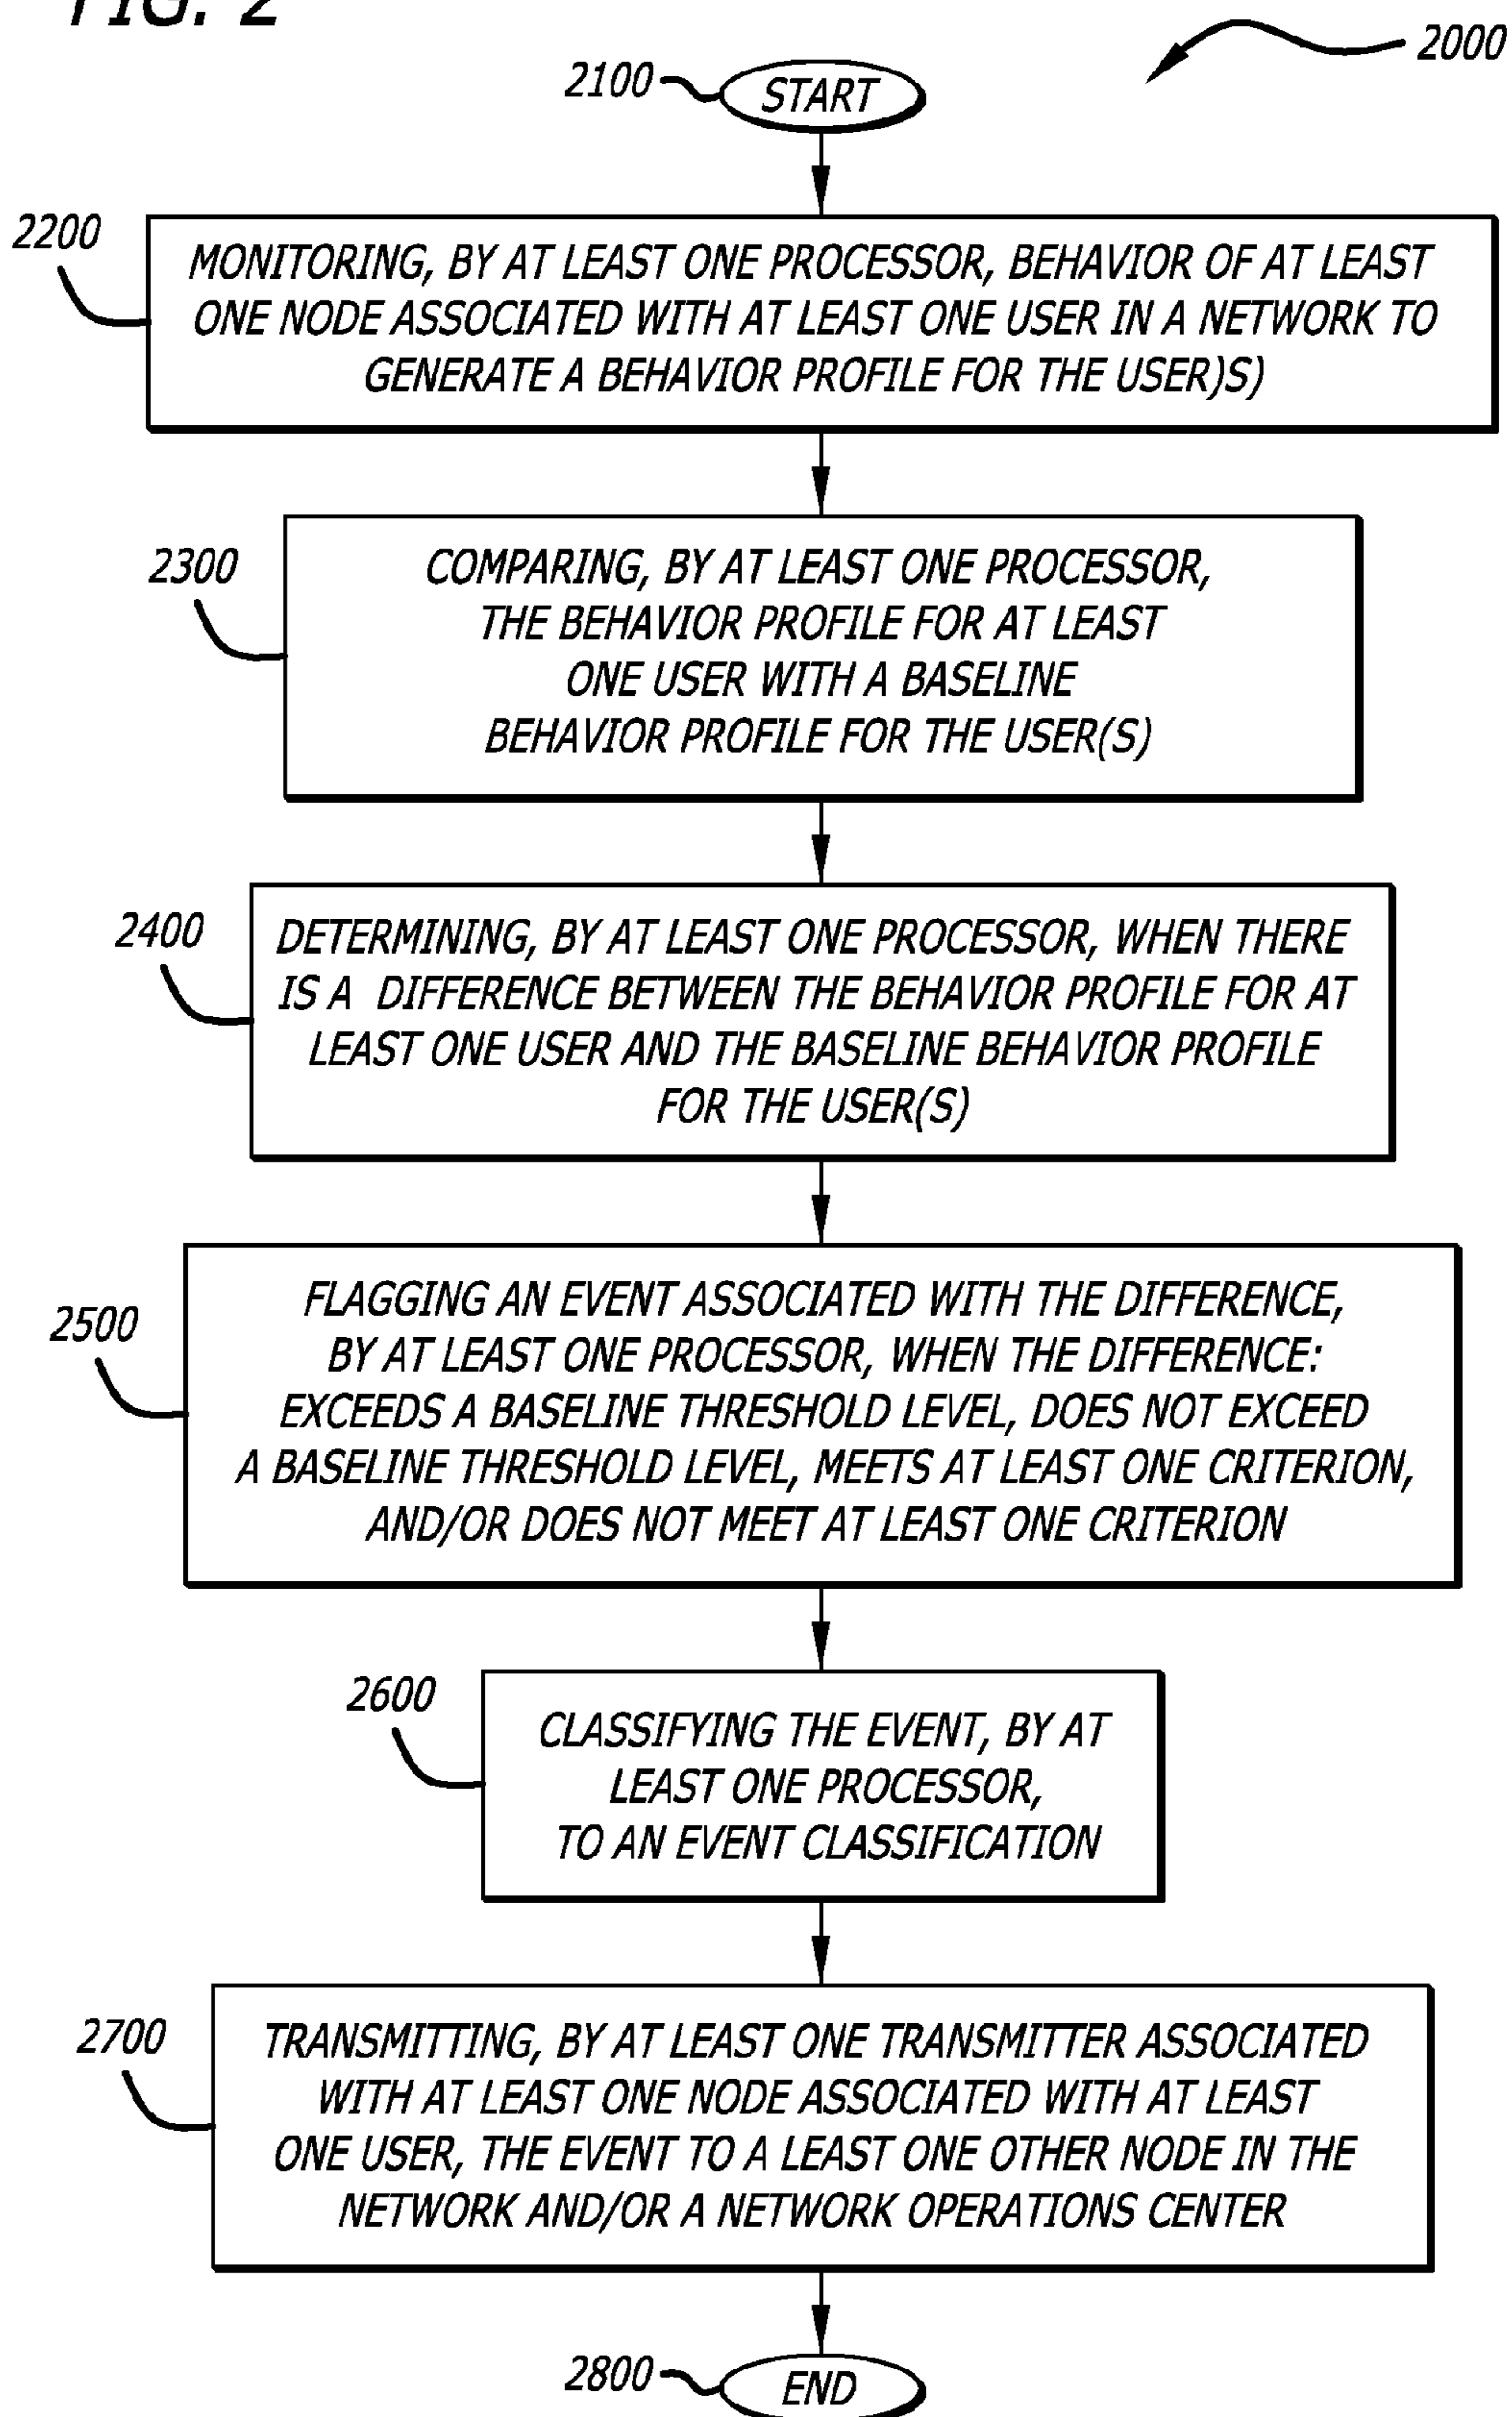 FIG. 2
2000
2100
START
2200
MONITORING, BY AT LEAST ONE PROCESSOR, BEHAVIOR OF AT LEAST
ONE NODE ASSOCIATED WITH AT LEAST ONE USER IN A NETWORK TO
GENERATE A BEHAVIOR PROFILE FOR THE USER)S)
2300
COMPARING, BY AT LEAST ONE PROCESSOR,
THE BEHAVIOR PROFILE FOR AT LEAST
ONE USER WITH A BASELINE
BEHAVIOR PROFILE FOR THE USER(S)
2400
DETERMINING, BY AT LEAST ONE PROCESSOR, WHEN THERE
IS A DIFFERENCE BETWEEN THE BEHAVIOR PROFILE FOR AT
LEAST ONE USER AND THE BASELINE BEHAVIOR PROFILE
FOR THE USER(S)
2500
FLAGGING AN EVENT ASSOCIATED WITH THE DIFFERENCE,
BY AT LEAST ONE PROCESSOR, WHEN THE DIFFERENCE:
EXCEEDS A BASELINE THRESHOLD LEVEL, DOES NOT EXCEED
A BASELINE THRESHOLD LEVEL, MEETS AT LEAST ONE CRITERION,
AND/OR DOES NOT MEET AT LEAST ONE CRITERION
2600
CLASSIFYING THE EVENT, BY AT
LEAST ONE PROCESSOR,
TO AN EVENT CLASSIFICATION
2700
TRANSMITTING, BY AT LEAST ONE TRANSMITTER ASSOCIATED
WITH AT LEAST ONE NODE ASSOCIATED WITH AT LEAST
ONE USER, THE EVENT TO A LEAST ONE OTHER NODE IN THE
NETWORK AND/OR A NETWORK OPERATIONS CENTER
2800
END